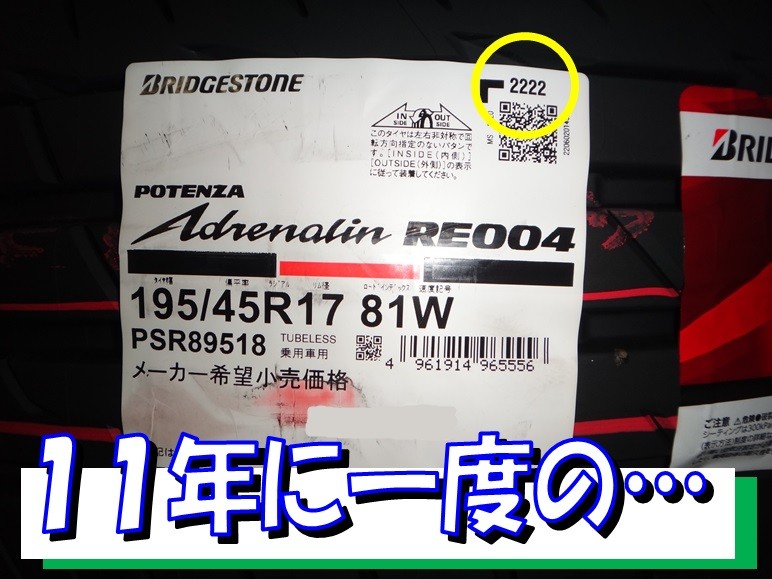 BRIDGESTONE
2222
IN SIDE OUT SIDE
このタイヤは左右非対称で回
転方向指定のないパタンで
す。[INSIDE(内側)]
[OUTSIDE(外側)]の表示
に従って装着してください。
POTENZA
Adrenalin RE004
195/45R17 81W
PSR89518
TUBELESS
乗用車用
4 961914 965556
メーカー希望小売価格
BRID
ご注意
11年に一度の…